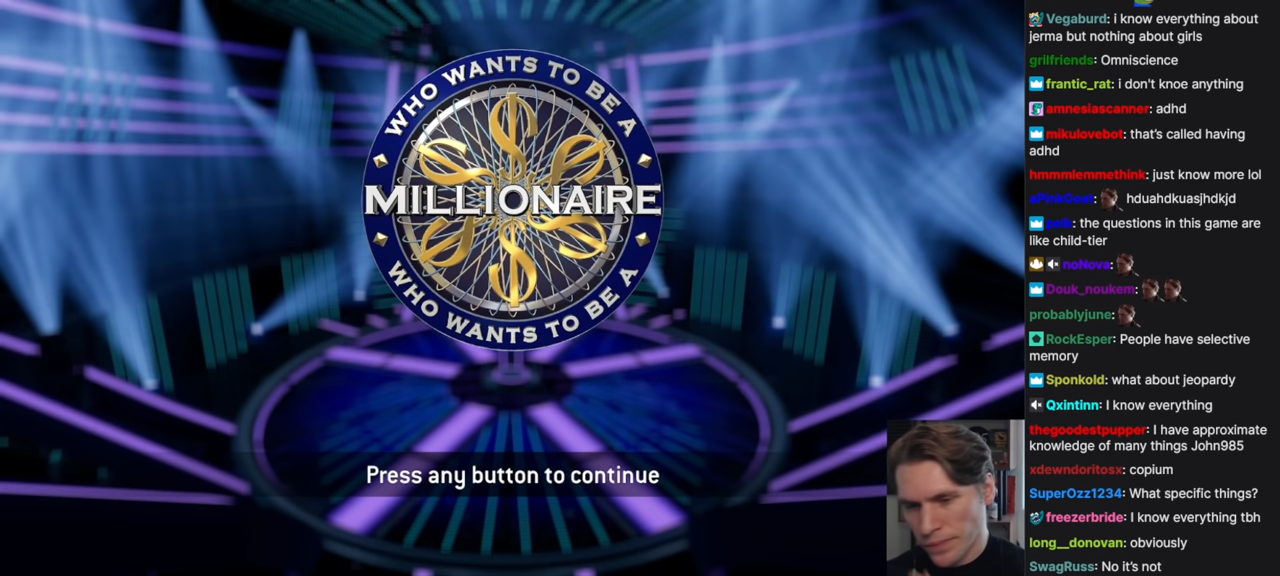 WHO WANTS TO BE A
MILLIONAIRE
WHO WANTS TO BE A
Press any button to continue
Vegaburd: i know everything about
jerma but nothing about girls
grilfriends: Omniscience
frantic_rat: i don't knoe anything
amnesiascanner: adhd
mikulovebot: that's called having
adhd
hmmmlemmethink: just know more lol
hduahdkuasjhdkjd
: the questions in this game are
like child-tier
noNova:
Douk_noukem:
probablyjune:
RockEsper: People have selective
memory
Sponkold: what about jeopardy
Qxintinn: I know everything
thegoodestpupper: I have approximate
knowledge of many things John985
xdewndoritosx: copium
SuperOzz1234: What specific things?
freezerbride: I know everything tbh
long__donovan: obviously
SwagRuss: No it's not